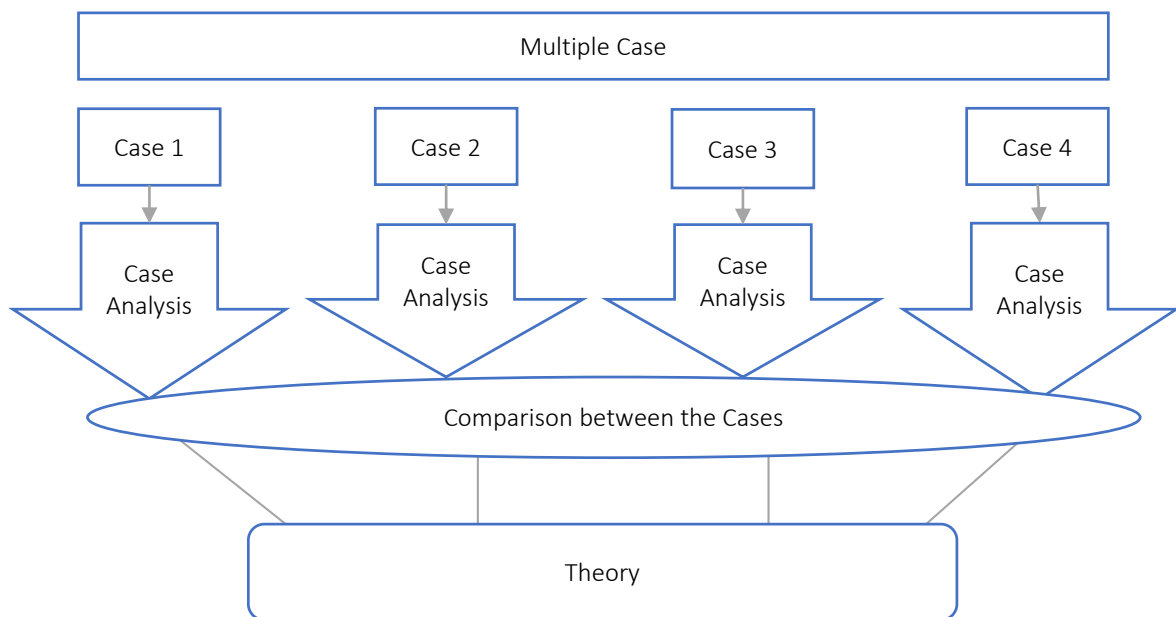 Multiple Case
Case 1
Case 2
Case 3
Case 4
Case
Analysis
Case
Analysis
Case
Analysis
Case
Analysis
Comparison between the Cases
Theory